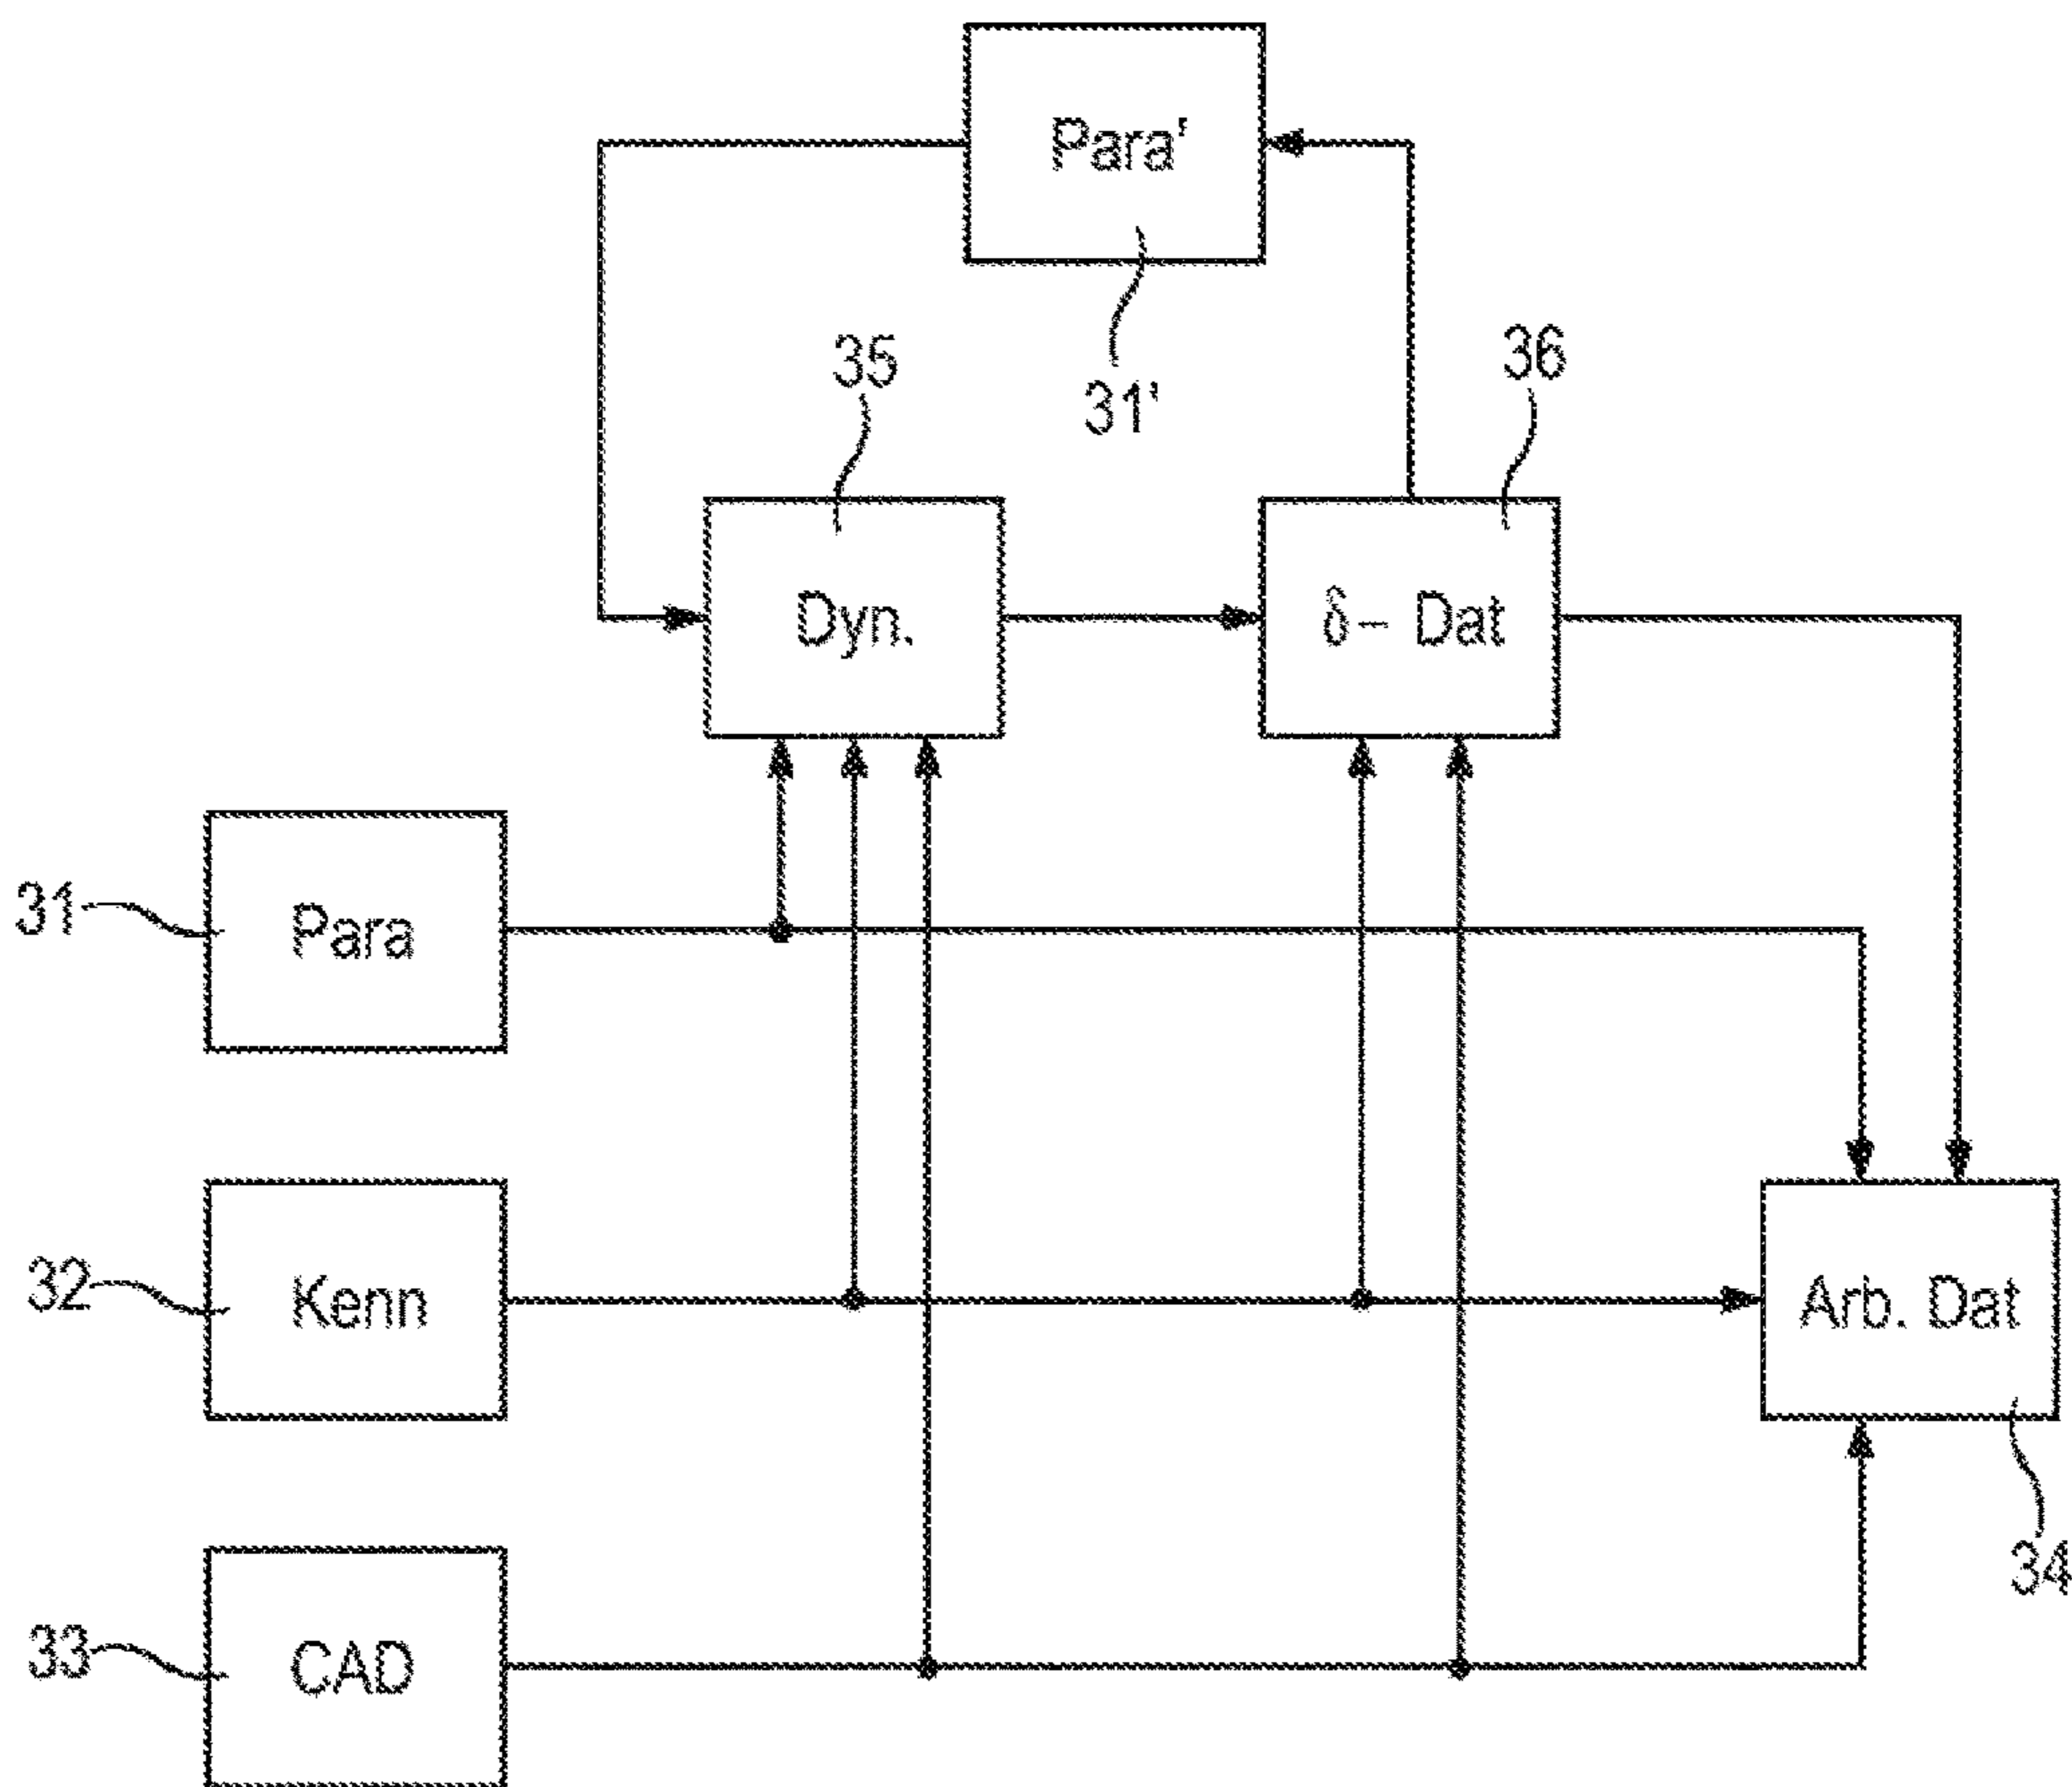 Para'
31'
35
36
Dyn.
δ– Dat
31
Para
32
Kenn
Arb. Dat
34
33
CAD